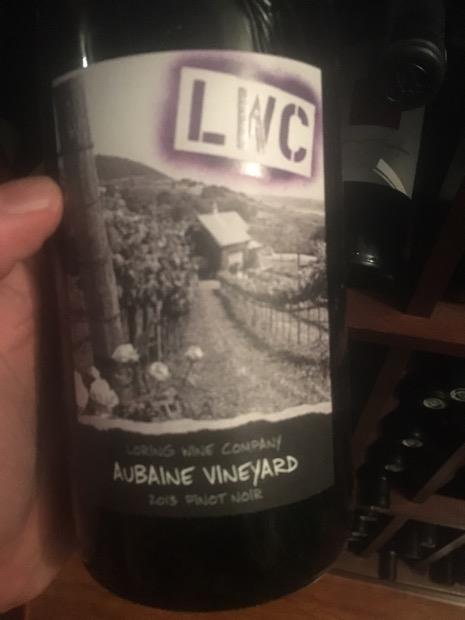 LWC
LORING WINE COMPANY
AUBAINE VINEYARD
2013 PINOT NOIR